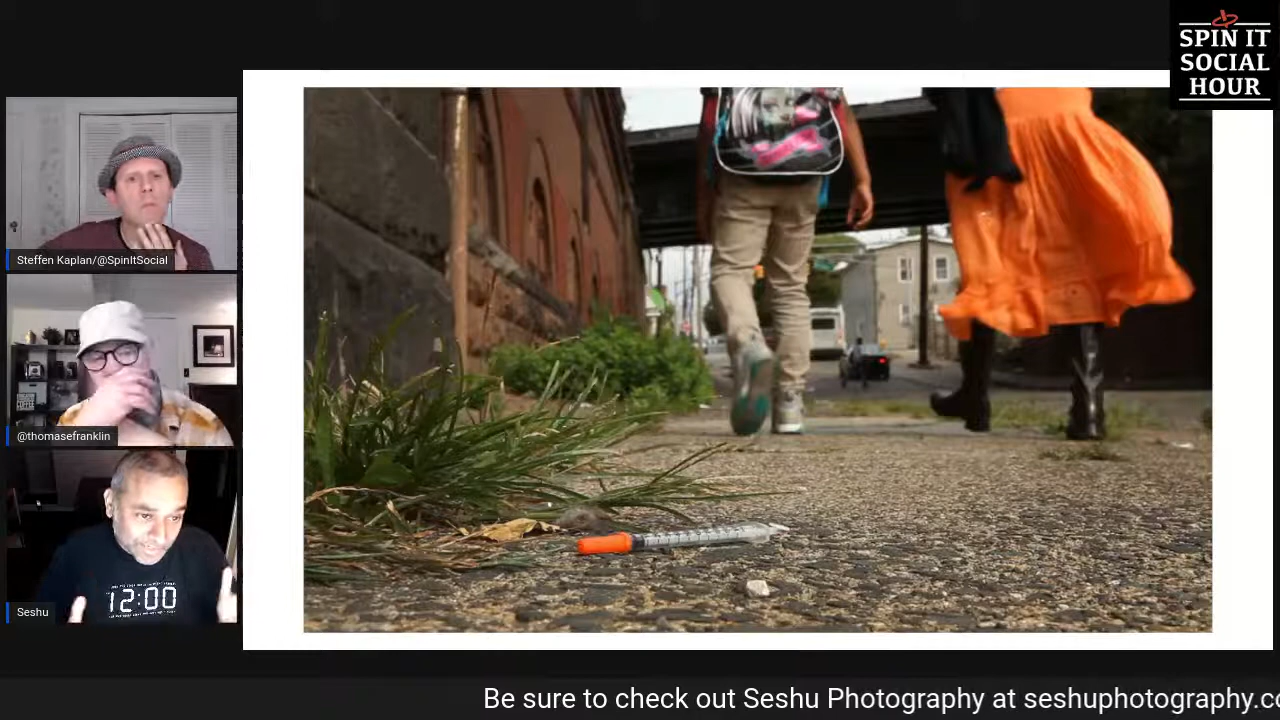 SPIN IT
SOCIAL
HOUR
Steffen Kaplan/@SpinItSocial
@thomasefranklin
Seshu
12:00
Be sure to check out Seshu Photography at seshuphotography.co